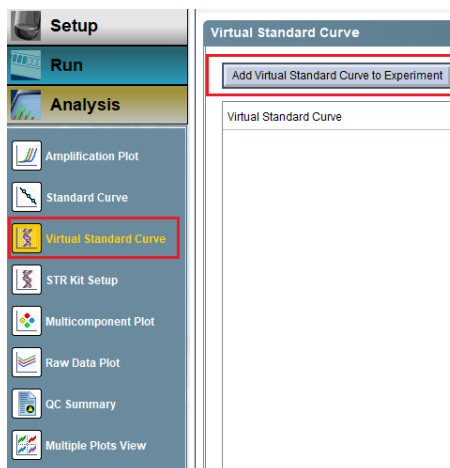 Setup
Run
Analysis
Amplification Plot
Standard Curve
Virtual Standard Curve
STR Kit Setup
Multicomponent Plot
Raw Data Plot
QC Summary
Multiple Plots View
Virtual Standard Curve
Add Virtual Standard Curve to Experiment
Virtual Standard Curve